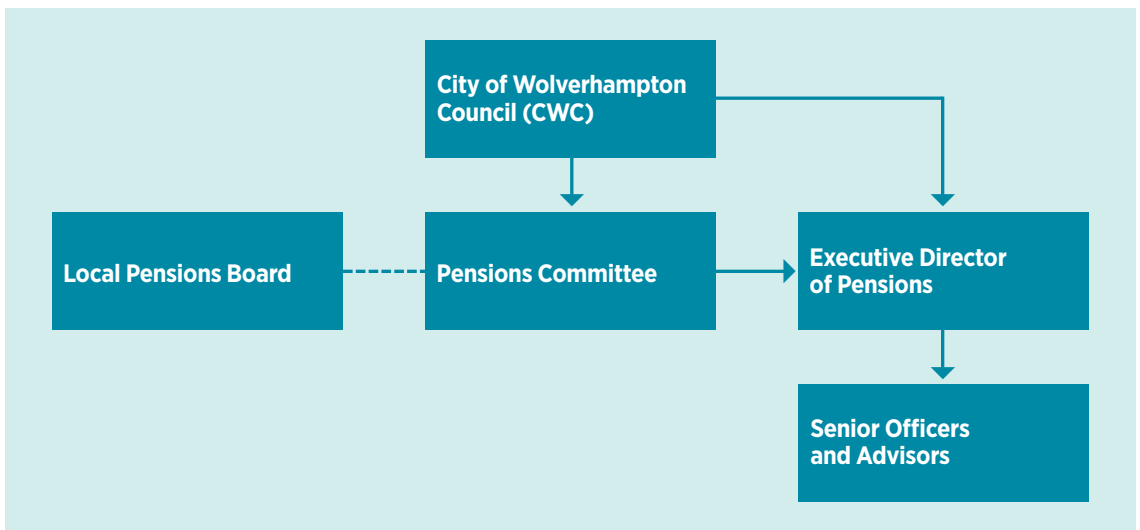 City of Wolverhampton
Council (CWC)
Local Pensions Board
Pensions Committee
Executive Director
of Pensions
Senior Officers
and Advisors